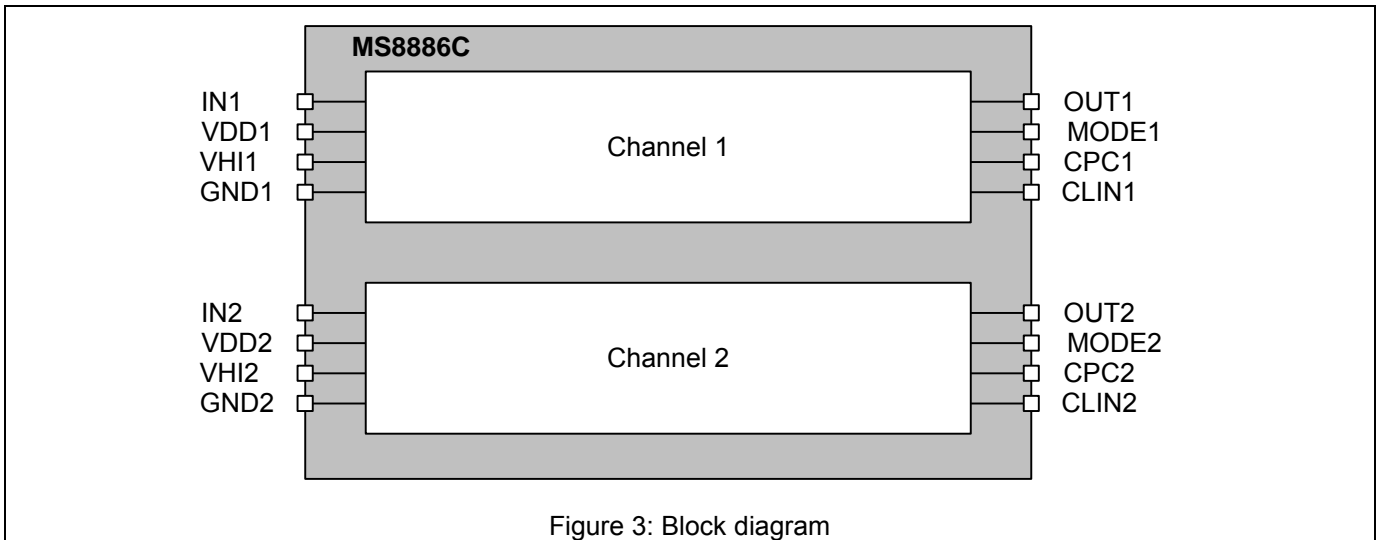 MS8886C
IN1
VDD1
VHI1
GND1
Channel 1
OUT1
MODE1
CPC1
CLIN1
IN2
VDD2
VHI2
GND2
Channel 2
OUT2
MODE2
CPC2
CLIN2
Figure 3: Block diagram